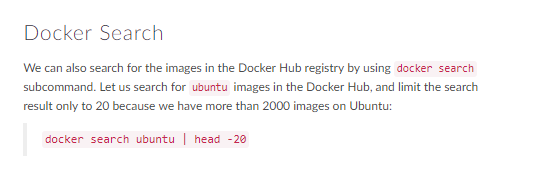 Docker Search
We can also search for the images in the Docker Hub registry by using docker search
subcommand. Let us search for ubuntu images in the Docker Hub, and limit the search
result only to 20 because we have more than 2000 images on Ubuntu:
docker search ubuntu | head -20